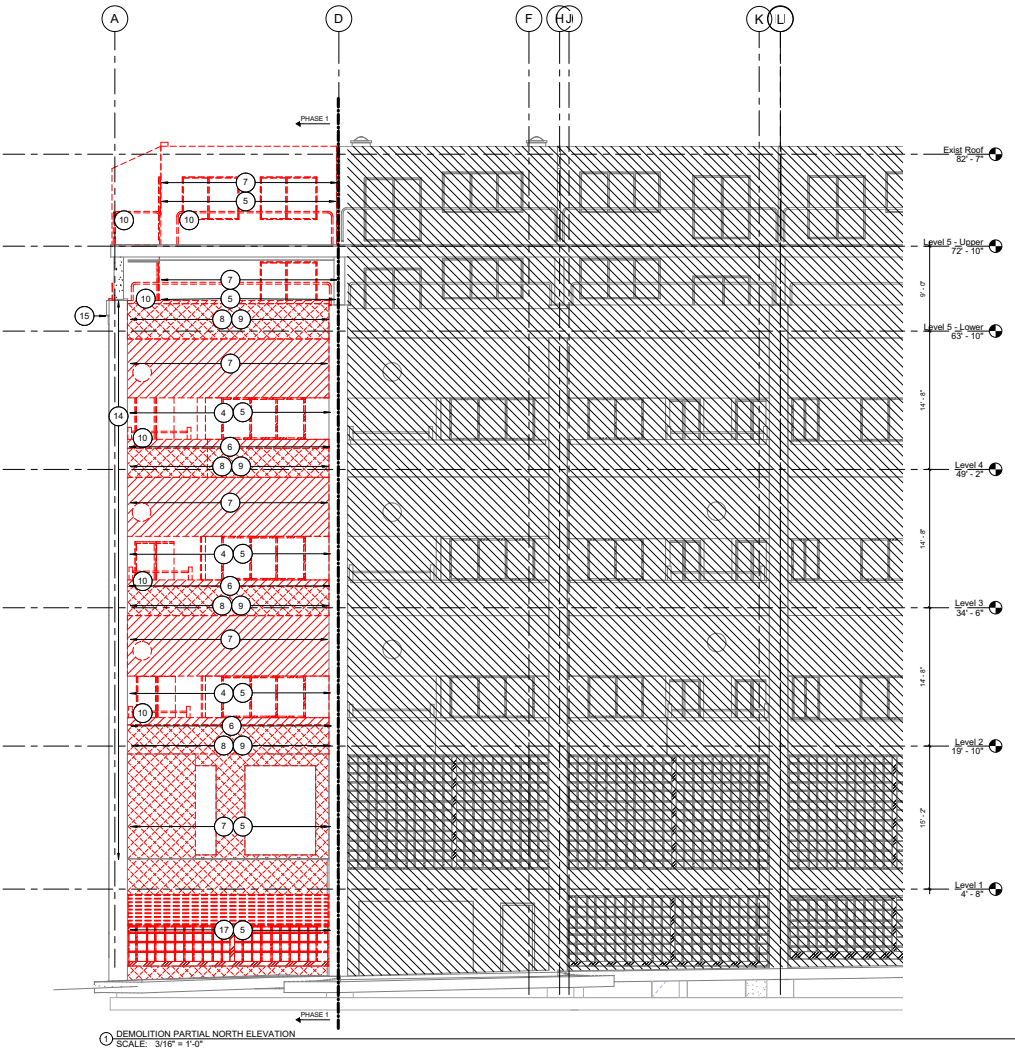 A D F H J K L
PHASE 1
Exist Roof
82' - 7"
7
5
10 10
Level 5 - Upper
72' - 10"
7
9' - 0"
10 5
15 8 9
Level 5 - Lower
63' - 10"
7
14 4 5
14' - 8"
10
6
8 9
Level 4
49' - 2"
7
4 5
14' - 8"
10
6
8 9
Level 3
34' - 6"
7
4 5
14' - 8"
10
6
8 9
Level 2
19' - 10"
7 5
15' - 2"
Level 1
4' - 8"
17 5
PHASE 1
1 DEMOLITION PARTIAL NORTH ELEVATION
SCALE: 3/16" = 1'-0"